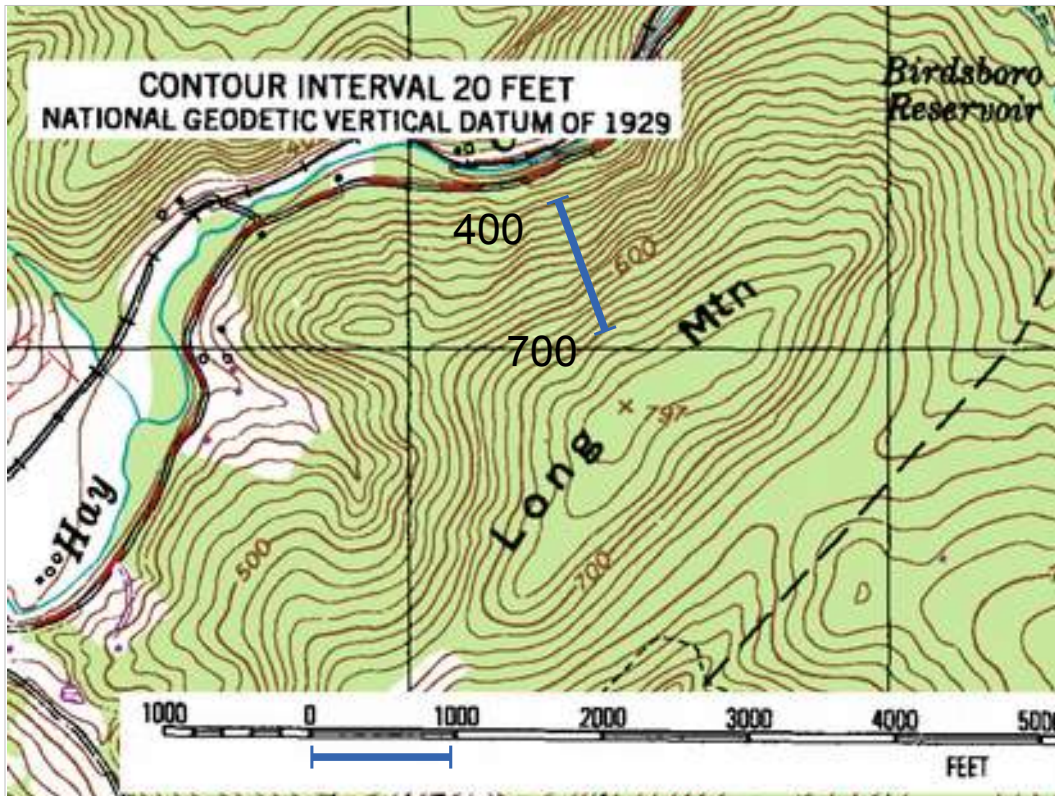 Birdsboro
Reservoir
CONTOUR INTERVAL 20 FEET
NATIONAL GEODETIC VERTICAL DATUM OF 1929
400
600
Mtn
700
797
Long
Hay
500
700
1000 0 1000 2000 3000 4000 5000
FEET